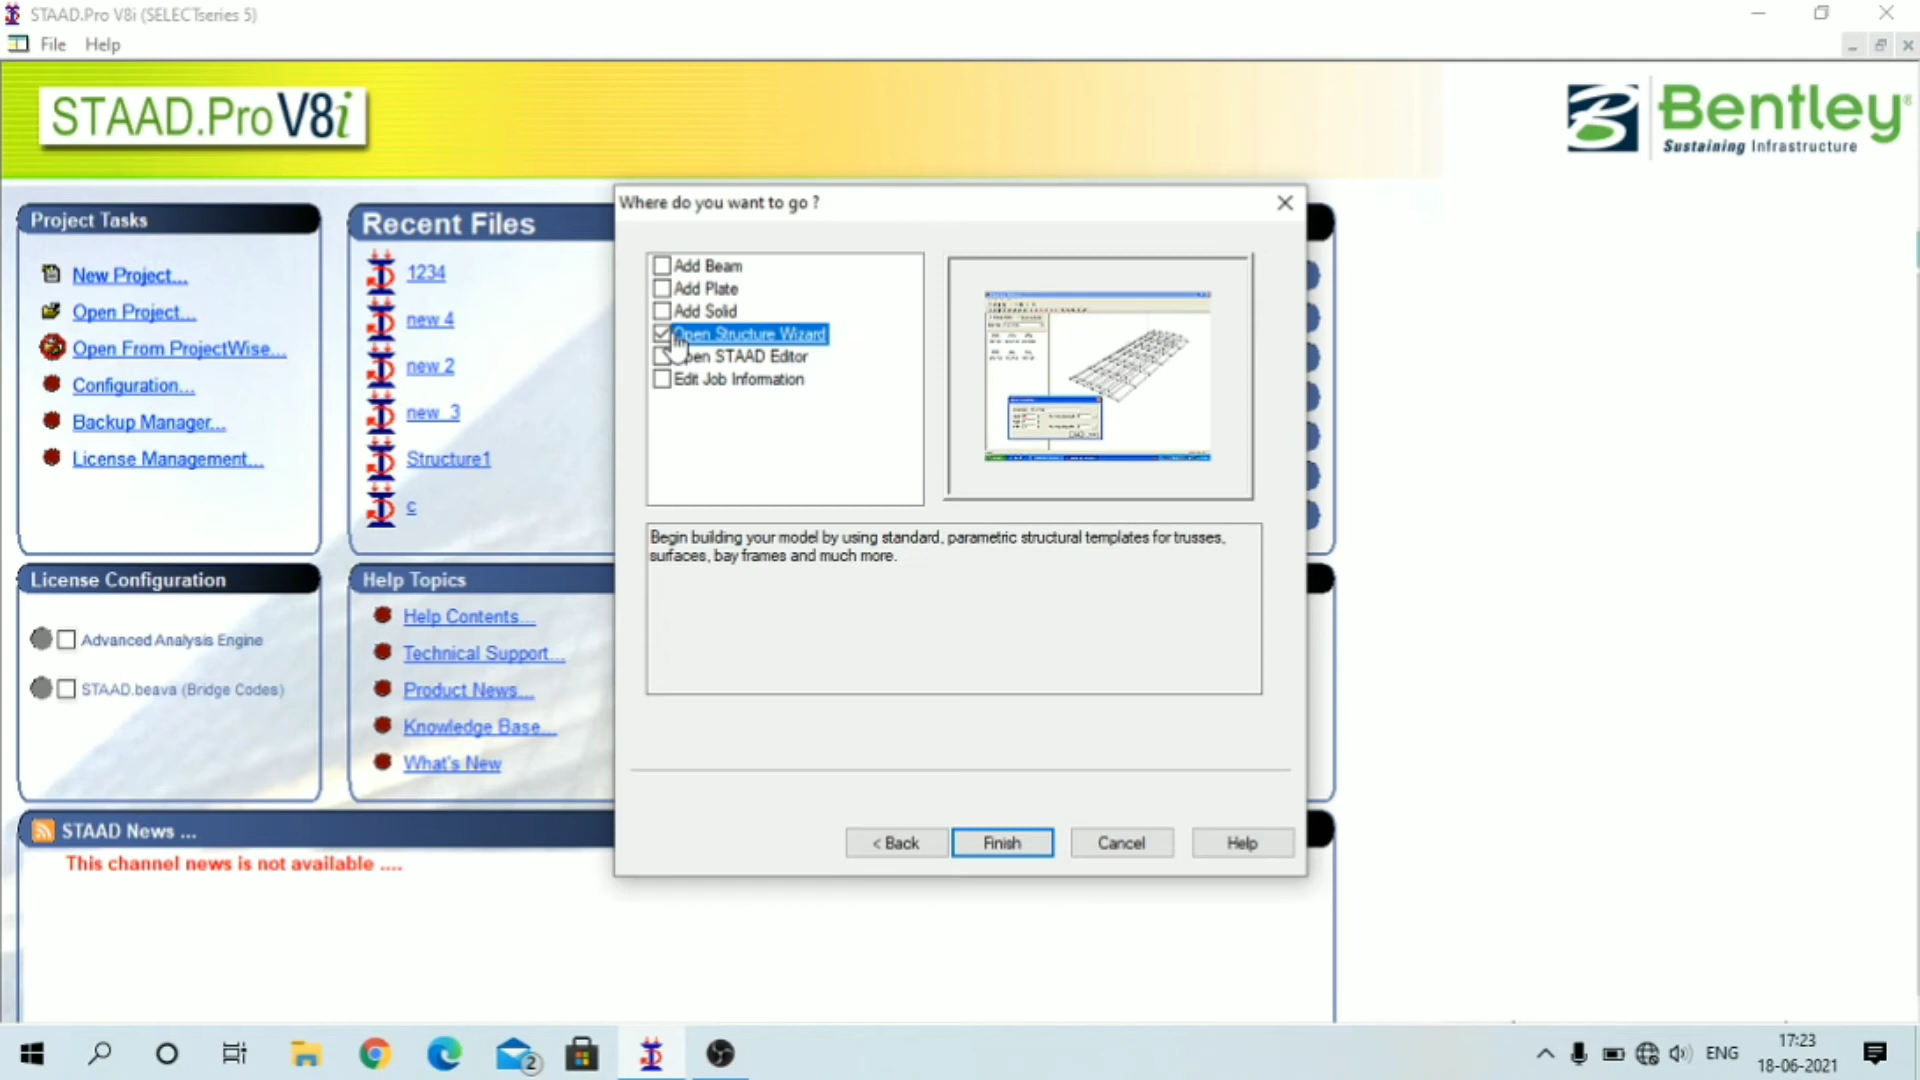 STAAD.Pro V8i (SELECTseries 5)
File Help
STAAD.Pro V8i
Bentley®
Sustaining Infrastructure
Project Tasks
New Project...
Open Project...
Open From ProjectWise...
Configuration...
Backup Manager...
License Management...
Recent Files
1234
new 4
new 2
new_3
Structure1
c
Where do you want to go ?
Add Beam
Add Plate
Add Solid
Open Structure Wizard
pen STAAD Editor
Edit Job Information
Begin building your model by using standard, parametric structural templates for trusses,
surfaces, bay frames and much more.
< Back Finish Cancel Help
License Configuration
Advanced Analysis Engine
STAAD.beava (Bridge Codes)
Help Topics
Help Contents...
Technical Support...
Product News...
Knowledge Base...
What's New
STAAD News ...
This channel news is not available ....
2
ENG
17:23
18-06-2021